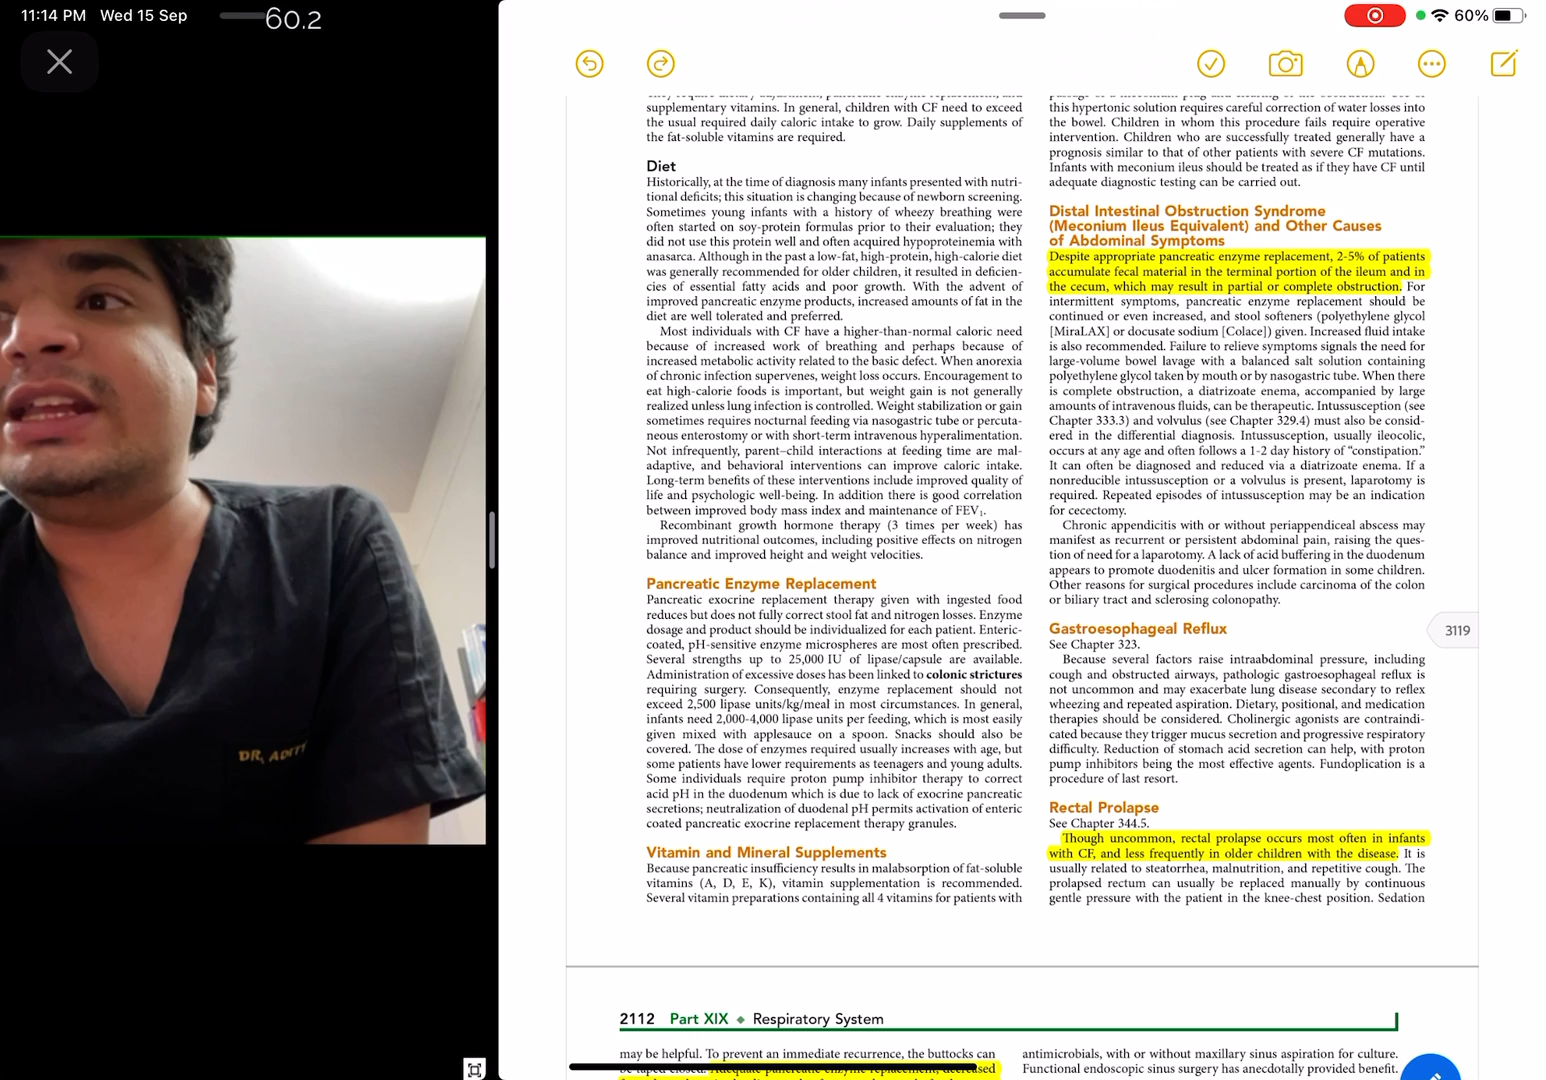 11:14 PM Wed 15 Sep
60.2
60%
DR, ADIT
supplementary vitamins. In general, children with CF need to exceed
the usual required daily caloric intake to grow. Daily supplements of
the fat-soluble vitamins are required.
Diet
Historically, at the time of diagnosis many infants presented with nutri-
tional deficits; this situation is changing because of newborn screening.
Sometimes young infants with a history of wheezy breathing were
often started on soy-protein formulas prior to their evaluation; they
did not use this protein well and often acquired hypoproteinemia with
anasarca. Although in the past a low-fat, high-protein, high-calorie diet
was generally recommended for older children, it resulted in deficien-
cies of essential fatty acids and poor growth. With the advent of
improved pancreatic enzyme products, increased amounts of fat in the
diet are well tolerated and preferred.
Most individuals with CF have a higher-than-normal caloric need
because of increased work of breathing and perhaps because of
increased metabolic activity related to the basic defect. When anorexia
of chronic infection supervenes, weight loss occurs. Encouragement to
eat high-calorie foods is important, but weight gain is not generally
realized unless lung infection is controlled. Weight stabilization or gain
sometimes requires nocturnal feeding via nasogastric tube or percuta-
neous enterostomy or with short-term intravenous hyperalimentation.
Not infrequently, parent–child interactions at feeding time are mal-
adaptive, and behavioral interventions can improve caloric intake.
Long-term benefits of these interventions include improved quality of
life and psychologic well-being. In addition there is good correlation
between improved body mass index and maintenance of FEV₁.
Recombinant growth hormone therapy (3 times per week) has
improved nutritional outcomes, including positive effects on nitrogen
balance and improved height and weight velocities.
Pancreatic Enzyme Replacement
Pancreatic exocrine replacement therapy given with ingested food
reduces but does not fully correct stool fat and nitrogen losses. Enzyme
dosage and product should be individualized for each patient. Enteric-
coated, pH-sensitive enzyme microspheres are most often prescribed.
Several strengths up to 25,000 IU of lipase/capsule are available.
Administration of excessive doses has been linked to colonic strictures
requiring surgery. Consequently, enzyme replacement should not
exceed 2,500 lipase units/kg/meal in most circumstances. In general,
infants need 2,000-4,000 lipase units per feeding, which is most easily
given mixed with applesauce on a spoon. Snacks should also be
covered. The dose of enzymes required usually increases with age, but
some patients have lower requirements as teenagers and young adults.
Some individuals require proton pump inhibitor therapy to correct
acid pH in the duodenum which is due to lack of exocrine pancreatic
secretions; neutralization of duodenal pH permits activation of enteric
coated pancreatic exocrine replacement therapy granules.
Vitamin and Mineral Supplements
Because pancreatic insufficiency results in malabsorption of fat-soluble
vitamins (A, D, E, K), vitamin supplementation is recommended.
Several vitamin preparations containing all 4 vitamins for patients with
this hypertonic solution requires careful correction of water losses into
the bowel. Children in whom this procedure fails require operative
intervention. Children who are successfully treated generally have a
prognosis similar to that of other patients with severe CF mutations.
Infants with meconium ileus should be treated as if they have CF until
adequate diagnostic testing can be carried out.
Distal Intestinal Obstruction Syndrome
(Meconium Ileus Equivalent) and Other Causes
of Abdominal Symptoms
Despite appropriate pancreatic enzyme replacement, 2-5% of patients
accumulate fecal material in the terminal portion of the ileum and in
the cecum, which may result in partial or complete obstruction. For
intermittent symptoms, pancreatic enzyme replacement should be
continued or even increased, and stool softeners (polyethylene glycol
[MiraLAX] or docusate sodium [Colace]) given. Increased fluid intake
is also recommended. Failure to relieve symptoms signals the need for
large-volume bowel lavage with a balanced salt solution containing
polyethylene glycol taken by mouth or by nasogastric tube. When there
is complete obstruction, a diatrizoate enema, accompanied by large
amounts of intravenous fluids, can be therapeutic. Intussusception (see
Chapter 333.3) and volvulus (see Chapter 329.4) must also be consid-
ered in the differential diagnosis. Intussusception, usually ileocolic,
occurs at any age and often follows a 1-2 day history of “constipation.”
It can often be diagnosed and reduced via a diatrizoate enema. If a
nonreducible intussusception or a volvulus is present, laparotomy is
required. Repeated episodes of intussusception may be an indication
for cecectomy.
Chronic appendicitis with or without periappendiceal abscess may
manifest as recurrent or persistent abdominal pain, raising the ques-
tion of need for a laparotomy. A lack of acid buffering in the duodenum
appears to promote duodenitis and ulcer formation in some children.
Other reasons for surgical procedures include carcinoma of the colon
or biliary tract and sclerosing colonopathy.
Gastroesophageal Reflux
See Chapter 323.
Because several factors raise intraabdominal pressure, including
cough and obstructed airways, pathologic gastroesophageal reflux is
not uncommon and may exacerbate lung disease secondary to reflux
wheezing and repeated aspiration. Dietary, positional, and medication
therapies should be considered. Cholinergic agonists are contraindi-
cated because they trigger mucus secretion and progressive respiratory
difficulty. Reduction of stomach acid secretion can help, with proton
pump inhibitors being the most effective agents. Fundoplication is a
procedure of last resort.
Rectal Prolapse
See Chapter 344.5.
Though uncommon, rectal prolapse occurs most often in infants
with CF, and less frequently in older children with the disease. It is
usually related to steatorrhea, malnutrition, and repetitive cough. The
prolapsed rectum can usually be replaced manually by continuous
gentle pressure with the patient in the knee-chest position. Sedation
3119
2112 Part XIX ◆ Respiratory System
may be helpful. To prevent an immediate recurrence, the buttocks can
be taped closed. Adequate pancreatic enzyme replacement, decreased
antimicrobials, with or without maxillary sinus aspiration for culture.
Functional endoscopic sinus surgery has anecdotally provided benefit.